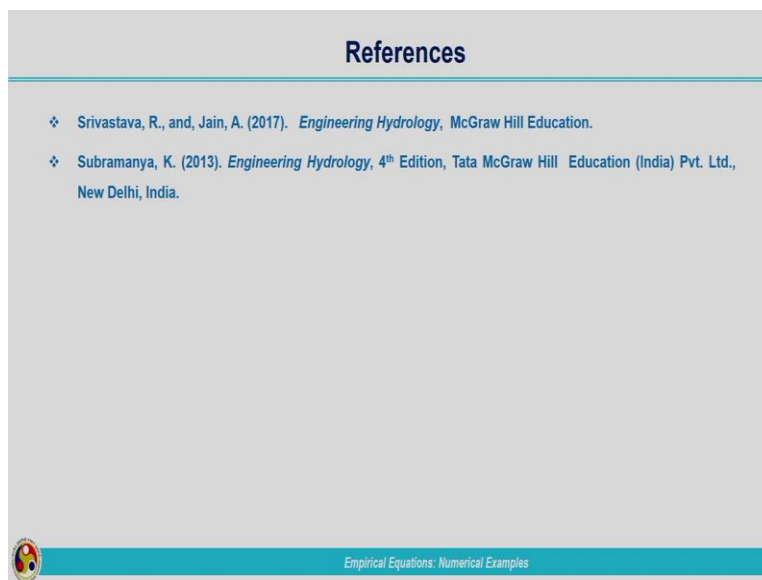 References
❖ Srivastava, R., and, Jain, A. (2017). Engineering Hydrology, McGraw Hill Education.
❖ Subramanya, K. (2013). Engineering Hydrology, 4th Edition, Tata McGraw Hill Education (India) Pvt. Ltd.,
New Delhi, India.
Empirical Equations: Numerical Examples